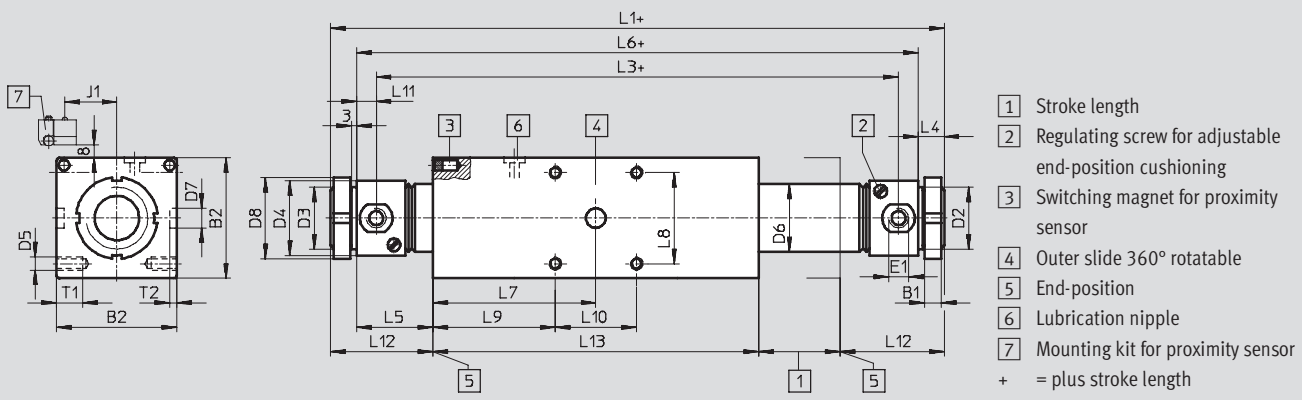 L1+
L6+
L3+
L11
L4
3
7
J1
8
3
6
4
2
D7
B2
D5
T1
T2
B2
D8
D4
D3
L8
D6
D2
E1
B1
L7
L5
L9
L10
L12
L13
L12
5
1
5
1 Stroke length
2 Regulating screw for adjustable
end-position cushioning
3 Switching magnet for proximity
sensor
4 Outer slide 360° rotatable
5 End-position
6 Lubrication nipple
7 Mounting kit for proximity sensor
+ = plus stroke length